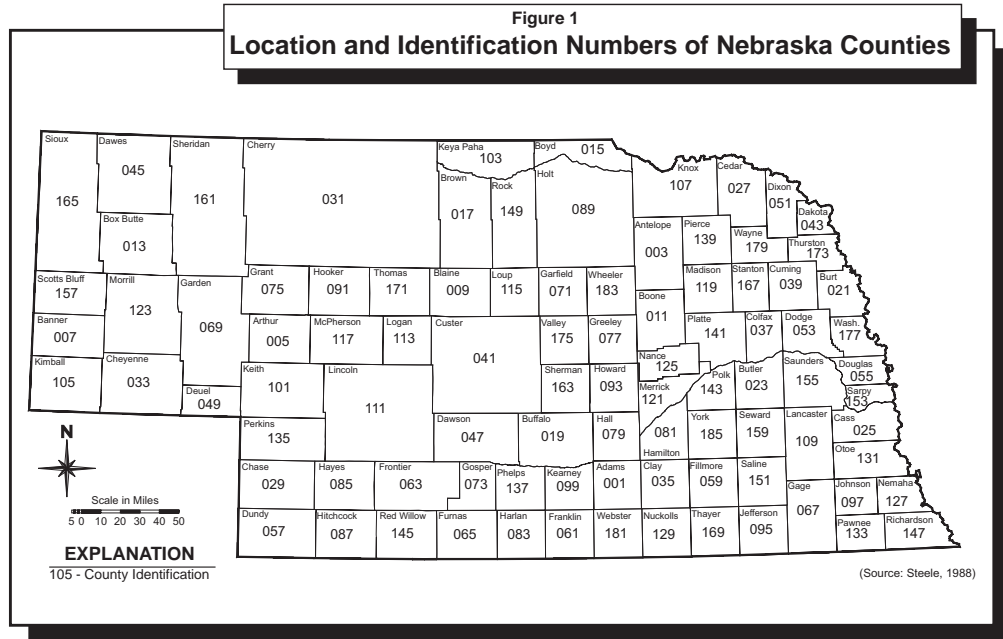 Figure 1
Location and Identification Numbers of Nebraska Counties
Sioux
165
Dawes
045
Sheridan
161
Cherry
031
Keya Paha
103
Boyd
015
Brown
017
Rock
149
Holt
089
Knox
107
Cedar
027
Dixon
051
Dakota
043
Box Butte
013
Antelope
003
Pierce
139
Wayne
179
Thurston
173
Scotts Bluff
157
Morrill
123
Garden
069
Grant
075
Hooker
091
Thomas
171
Blaine
009
Loup
115
Garfield
071
Wheeler
183
Boone
011
Madison
119
Stanton
167
Cuming
039
Burt
021
Banner
007
Arthur
005
McPherson
117
Logan
113
Custer
041
Valley
175
Greeley
077
Platte
141
Colfax
037
Dodge
053
Wash.
177
Kimball
105
Cheyenne
033
Deuel
049
Keith
101
Lincoln
111
Sherman
163
Howard
093
Nance
125
Merrick
121
Polk
143
Butler
023
Saunders
155
Douglas
055
Sarpy
153
Perkins
135
Dawson
047
Buffalo
019
Hall
079
081
Hamilton
York
185
Seward
159
Lancaster
109
Cass
025
Otoe
131
Chase
029
Hayes
085
Frontier
063
Gosper
073
Phelps
137
Kearney
099
Adams
001
Clay
035
Fillmore
059
Saline
151
Gage
067
Johnson
097
Nemaha
127
Dundy
057
Hitchcock
087
Red Willow
145
Furnas
065
Harlan
083
Franklin
061
Webster
181
Nuckolls
129
Thayer
169
Jefferson
095
Pawnee
133
Richardson
147
N
Scale in Miles
5 0 10 20 30 40 50
EXPLANATION
105 - County Identification
(Source: Steele, 1988)